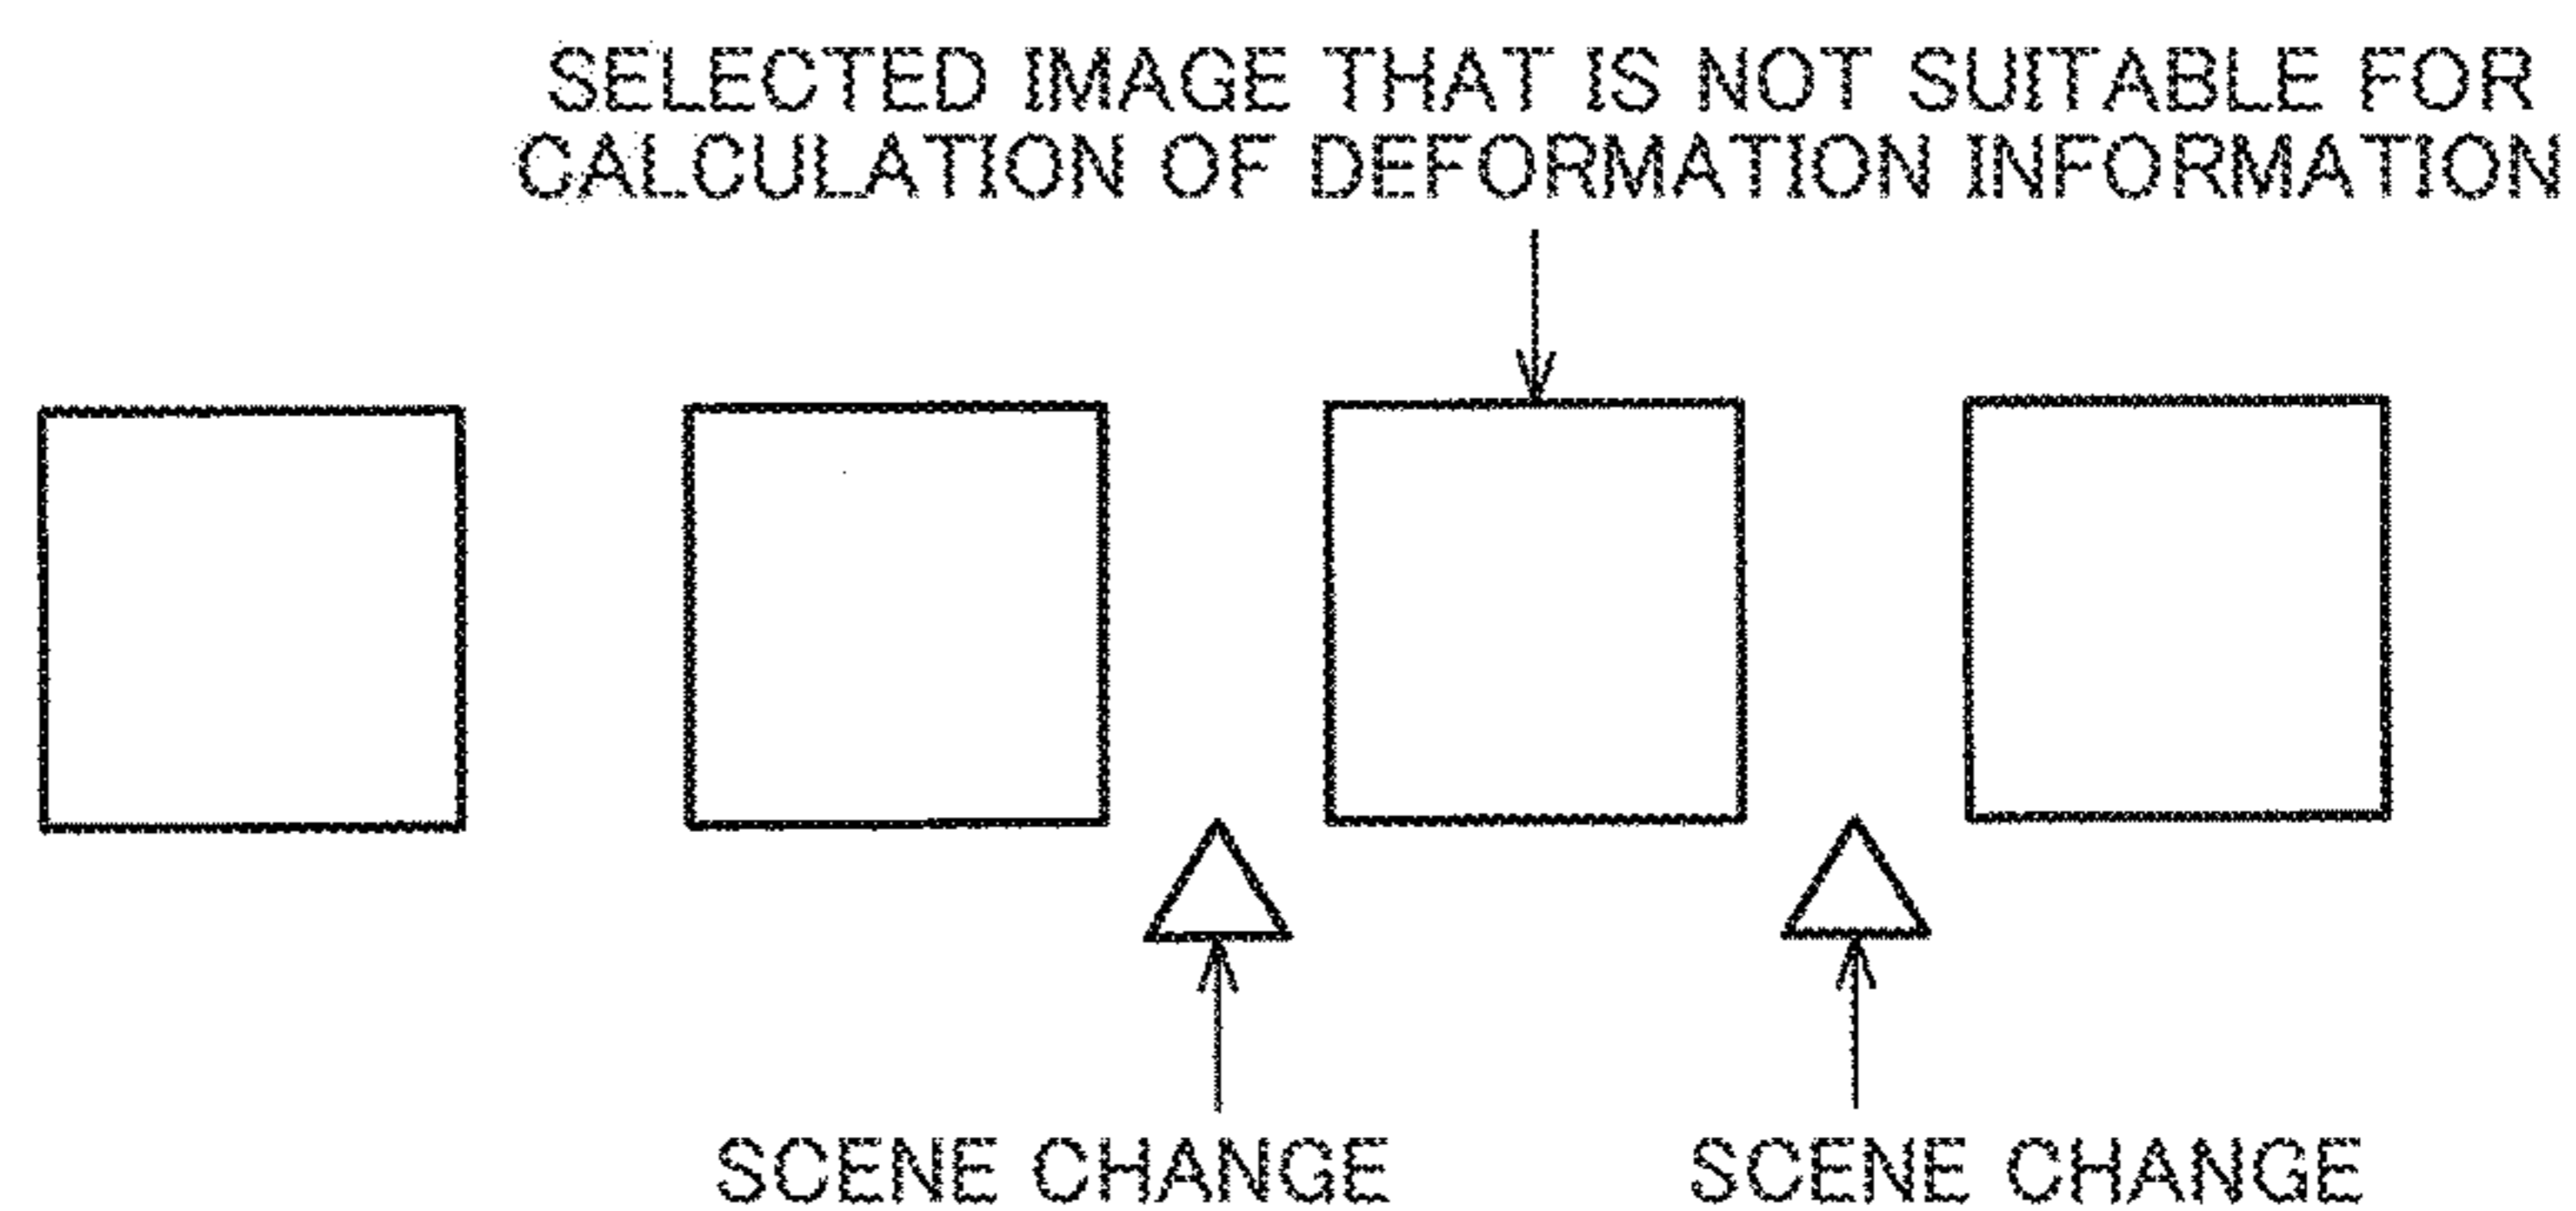 SELECTED IMAGE THAT IS NOT SUITABLE FOR
CALCULATION OF DEFORMATION INFORMATION
SCENE CHANGE
SCENE CHANGE